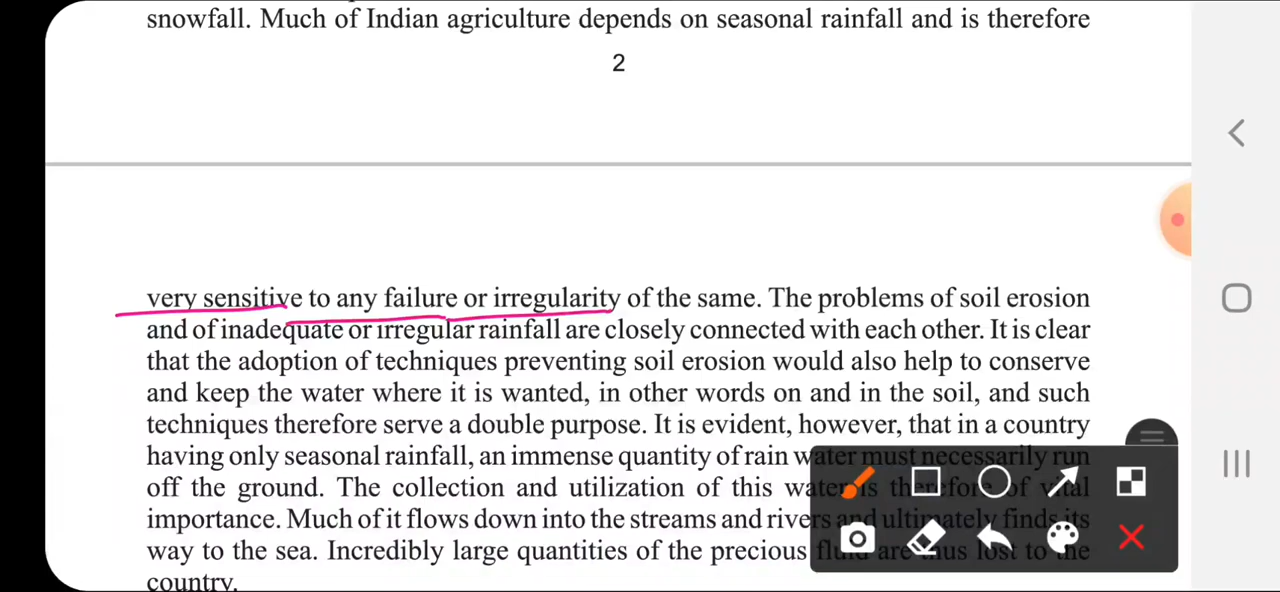 snowfall. Much of Indian agriculture depends on seasonal rainfall and is therefore
2
very sensitive to any failure or irregularity of the same. The problems of soil erosion
and of inadequate or irregular rainfall are closely connected with each other. It is clear
that the adoption of techniques preventing soil erosion would also help to conserve
and keep the water where it is wanted, in other words on and in the soil, and such
techniques therefore serve a double purpose. It is evident, however, that in a country
having only seasonal rainfall, an immense quantity of rain water must necessarily run
off the ground. The collection and utilization of this water is therefore of vital
importance. Much of it flows down into the streams and rivers and ultimately finds its
way to the sea. Incredibly large quantities of the precious fluid are thus lost to the
country.